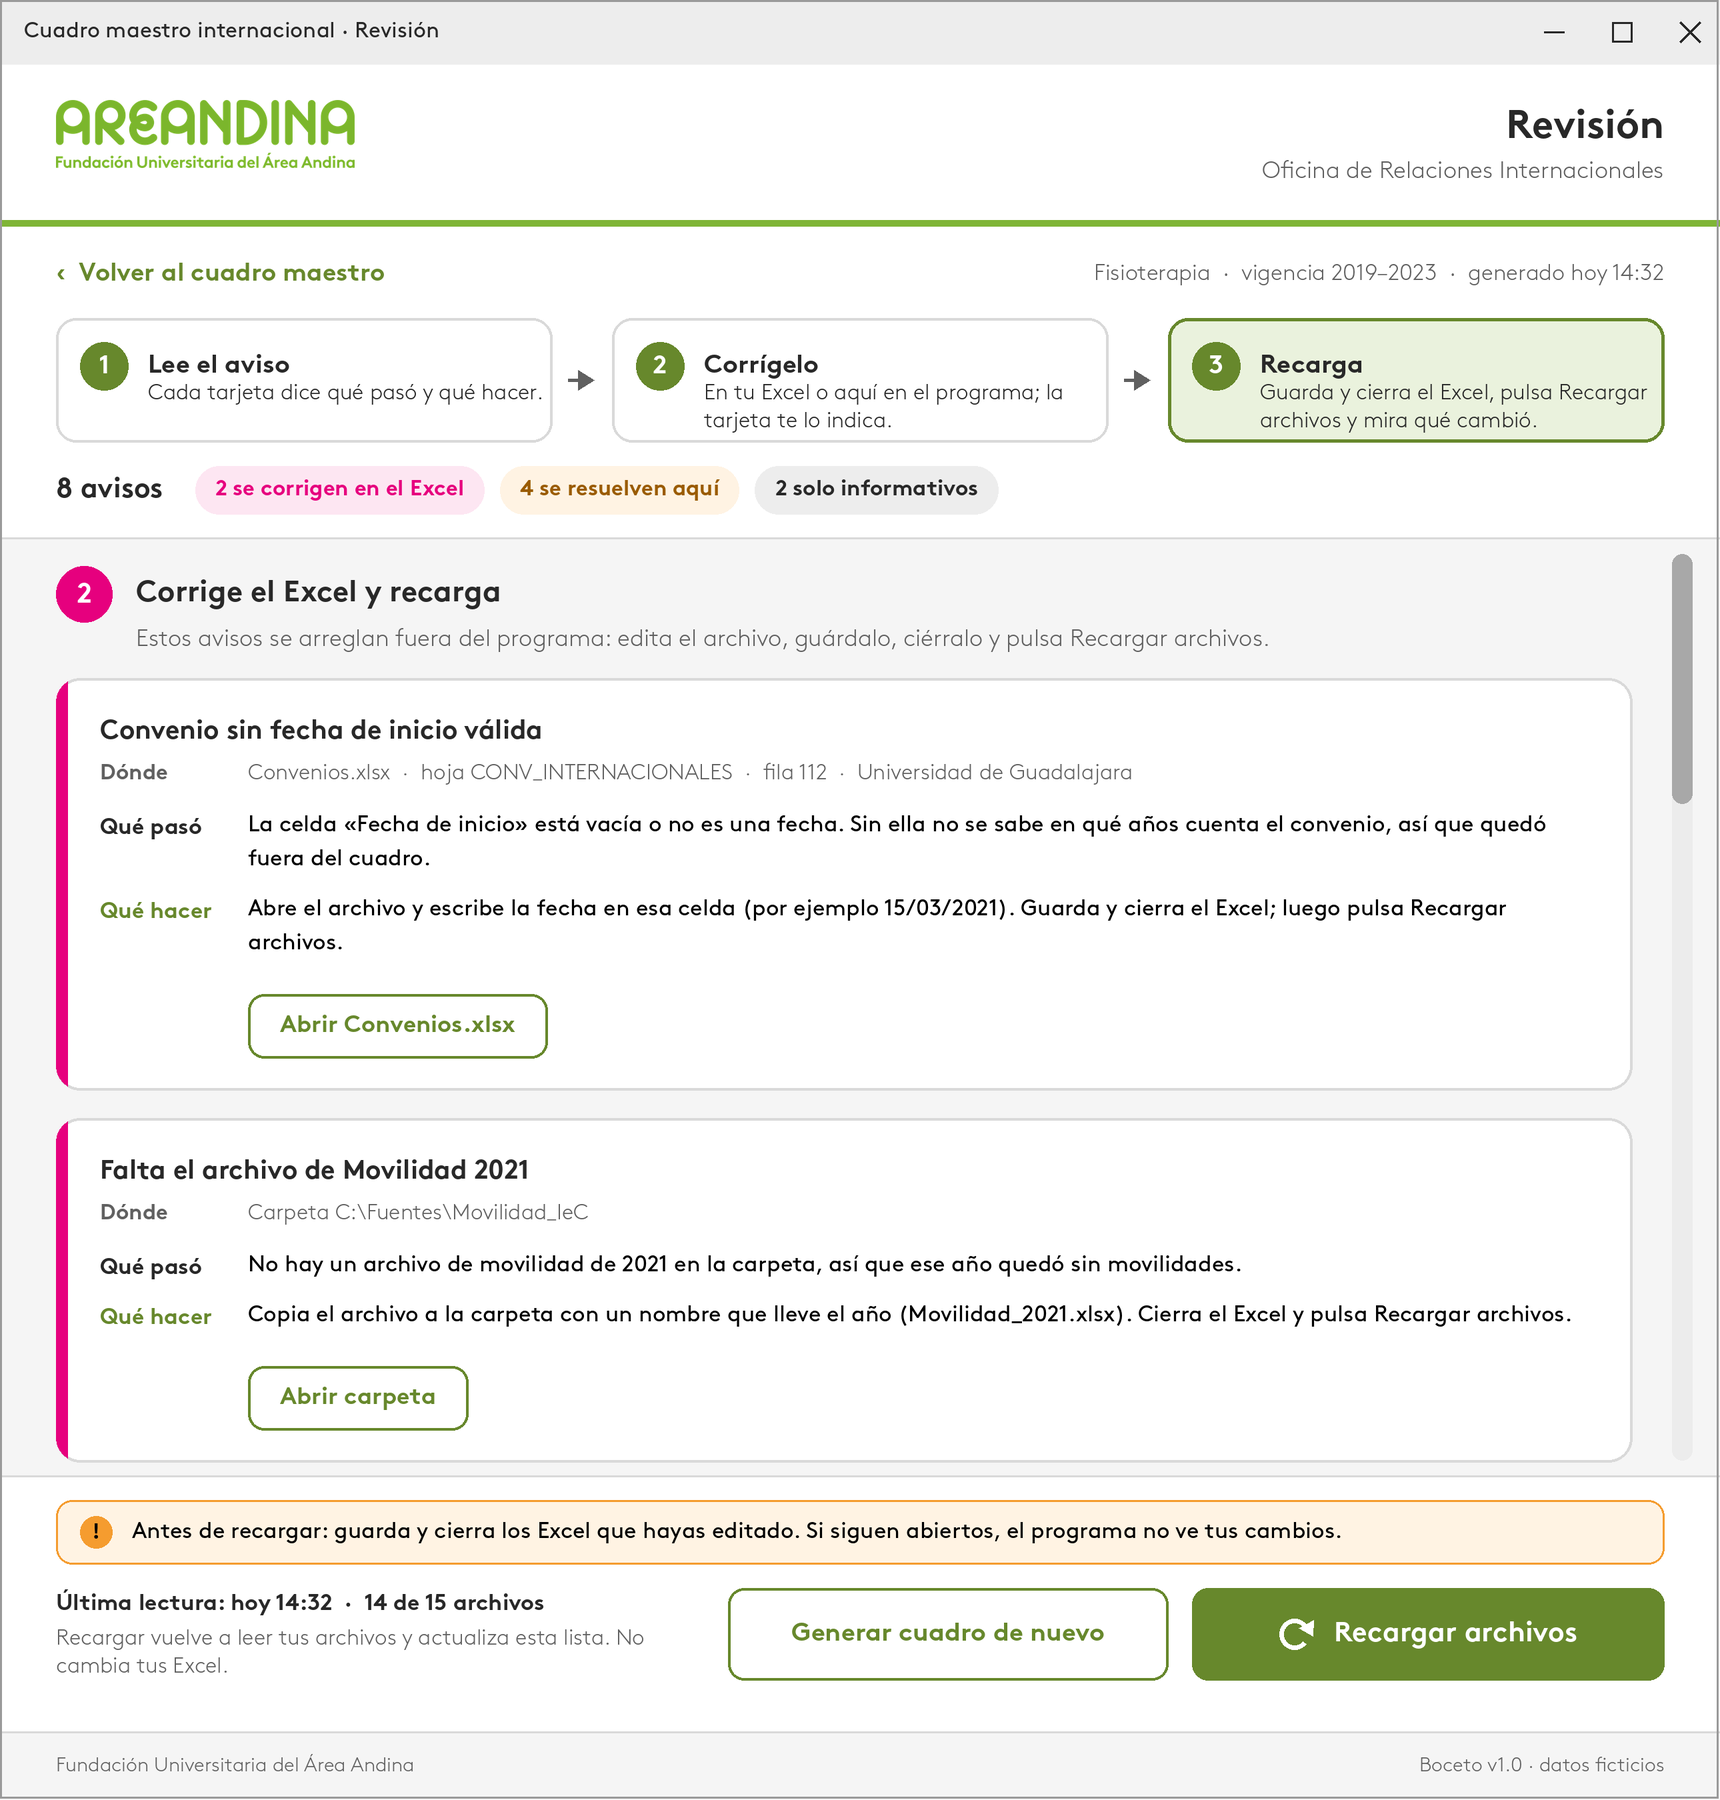 Cuadro maestro internacional · Revisión
AREANDINA
Fundación Universitaria del Área Andina
Revisión
Oficina de Relaciones Internacionales
‹ Volver al cuadro maestro
Fisioterapia · vigencia 2019–2023 · generado hoy 14:32
1
Lee el aviso
Cada tarjeta dice qué pasó y qué hacer.
2
Corrígelo
En tu Excel o aquí en el programa; la
tarjeta te lo indica.
3
Recarga
Guarda y cierra el Excel, pulsa Recargar
archivos y mira qué cambió.
8 avisos
2 se corrigen en el Excel
4 se resuelven aquí
2 solo informativos
2
Corrige el Excel y recarga
Estos avisos se arreglan fuera del programa: edita el archivo, guárdalo, ciérralo y pulsa Recargar archivos.
Convenio sin fecha de inicio válida
Dónde Convenios.xlsx · hoja CONV_INTERNACIONALES · fila 112 · Universidad de Guadalajara
Qué pasó La celda «Fecha de inicio» está vacía o no es una fecha. Sin ella no se sabe en qué años cuenta el convenio, así que quedó
fuera del cuadro.
Qué hacer Abre el archivo y escribe la fecha en esa celda (por ejemplo 15/03/2021). Guarda y cierra el Excel; luego pulsa Recargar
archivos.
Abrir Convenios.xlsx
Falta el archivo de Movilidad 2021
Dónde Carpeta C:\Fuentes\Movilidad_IeC
Qué pasó No hay un archivo de movilidad de 2021 en la carpeta, así que ese año quedó sin movilidades.
Qué hacer Copia el archivo a la carpeta con un nombre que lleve el año (Movilidad_2021.xlsx). Cierra el Excel y pulsa Recargar archivos.
Abrir carpeta
! Antes de recargar: guarda y cierra los Excel que hayas editado. Si siguen abiertos, el programa no ve tus cambios.
Última lectura: hoy 14:32 · 14 de 15 archivos
Recargar vuelve a leer tus archivos y actualiza esta lista. No
cambia tus Excel.
Generar cuadro de nuevo
Recargar archivos
Fundación Universitaria del Área Andina
Boceto v1.0 · datos ficticios